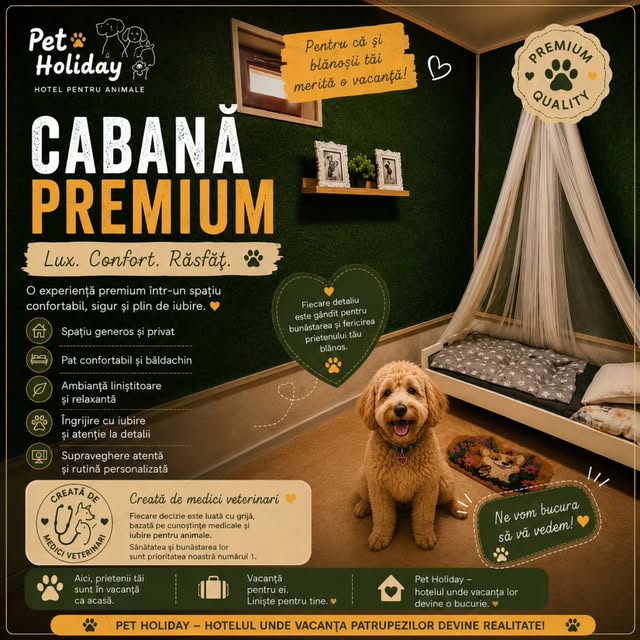 Pet
Holiday
HOTEL PENTRU ANIMALE
Pentru că și
blănoșii tăi
merită o vacanță!
PREMIUM
QUALITY
CABANĂ
PREMIUM
Lux. Confort. Răsfăț.
O experiență premium într-un spațiu
confortabil, sigur și plin de iubire.
Spațiu generos și privat
Pat confortabil și băldachin
Ambianță liniștitoare
și relaxantă
Îngrijire cu iubire
și atenție la detalii
Supraveghere atentă
și rutină personalizată
Fiecare detaliu
este gândit pentru
bunăstarea și fericirea
prietenului tău
blănos.
CREATĂ DE
MEDICI VETERINARI
Creată de medici veterinari
Fiecare decizie este luată cu grijă,
bazată pe cunoștințe medicale și
iubire pentru animale.
Sănătatea și bunăstarea lor
sunt prioritatea noastră numărul 1.
Ne vom bucura
să vă vedem!
Aici, prietenii tăi
sunt în vacanță
ca acasă.
Vacanță
pentru ei.
Liniște pentru tine.
Pet Holiday –
hotelul unde vacanța lor
devine o bucurie.
PET HOLIDAY – HOTELUL UNDE VACANȚA PATRUPEZILOR DEVINE REALITATE!